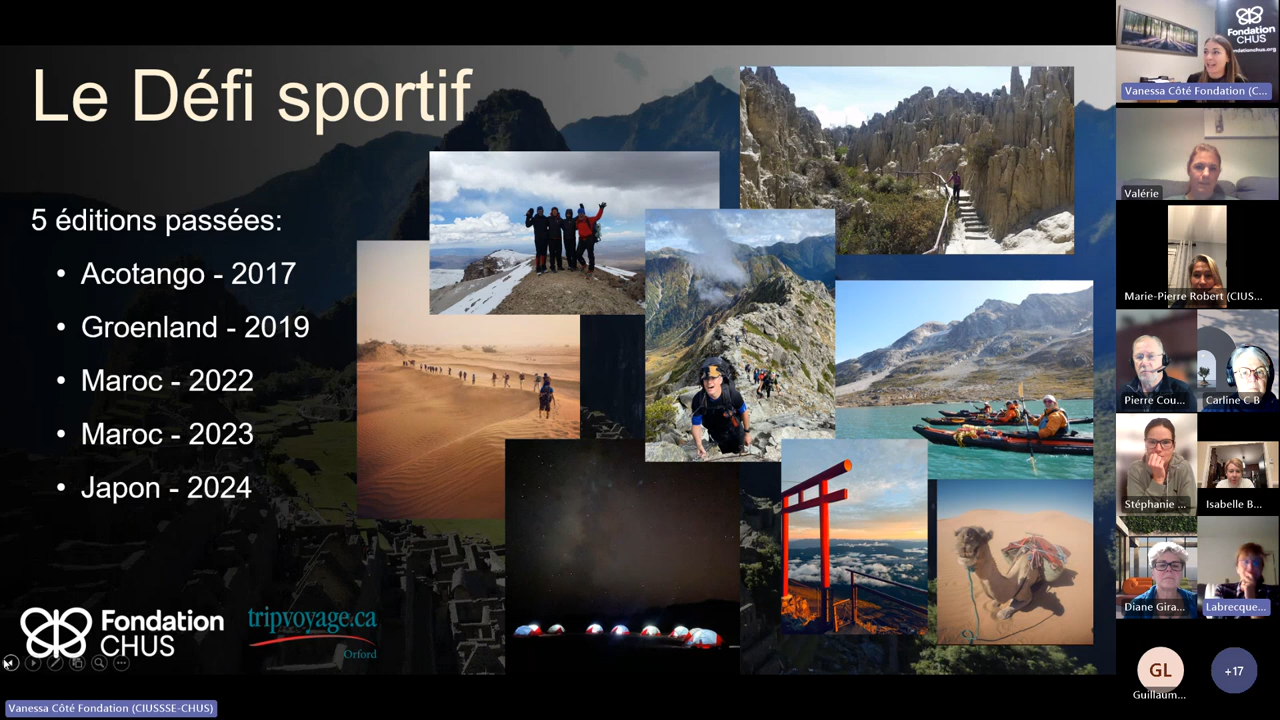 Le Défi sportif
5 éditions passées:
• Acotango - 2017
• Groenland - 2019
• Maroc - 2022
• Maroc - 2023
• Japon - 2024
Fondation
CHUS
tripvoyage.ca
Orford
Vanessa Côté Fondation (CIUSSSE-CHUS)
Fondation
CHUS
fondationchus.org
Vanessa Côté Fondation (C...
Valérie
Marie-Pierre Robert (CIUS...
Pierre Cou...
Carline C B
Stéphanie ...
Isabelle B...
Diane Gira...
Labrecque...
GL
Guillaum...
+17